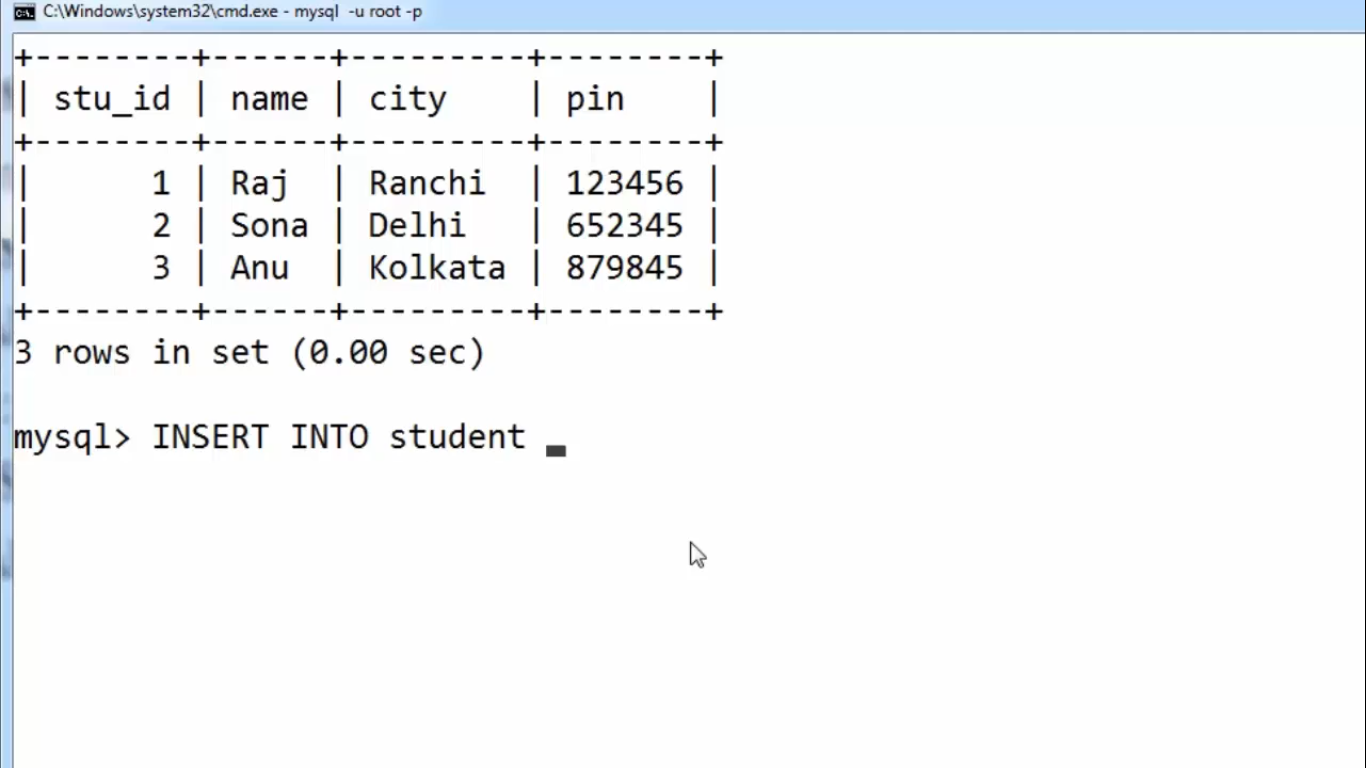 C:\Windows\system32\cmd.exe - mysql  -u root -p
+--------+------+---------+--------+
| stu_id | name | city    | pin    |
+--------+------+---------+--------+
|      1 | Raj  | Ranchi  | 123456 |
|      2 | Sona | Delhi   | 652345 |
|      3 | Anu  | Kolkata | 879845 |
+--------+------+---------+--------+
3 rows in set (0.00 sec)
mysql> INSERT INTO student